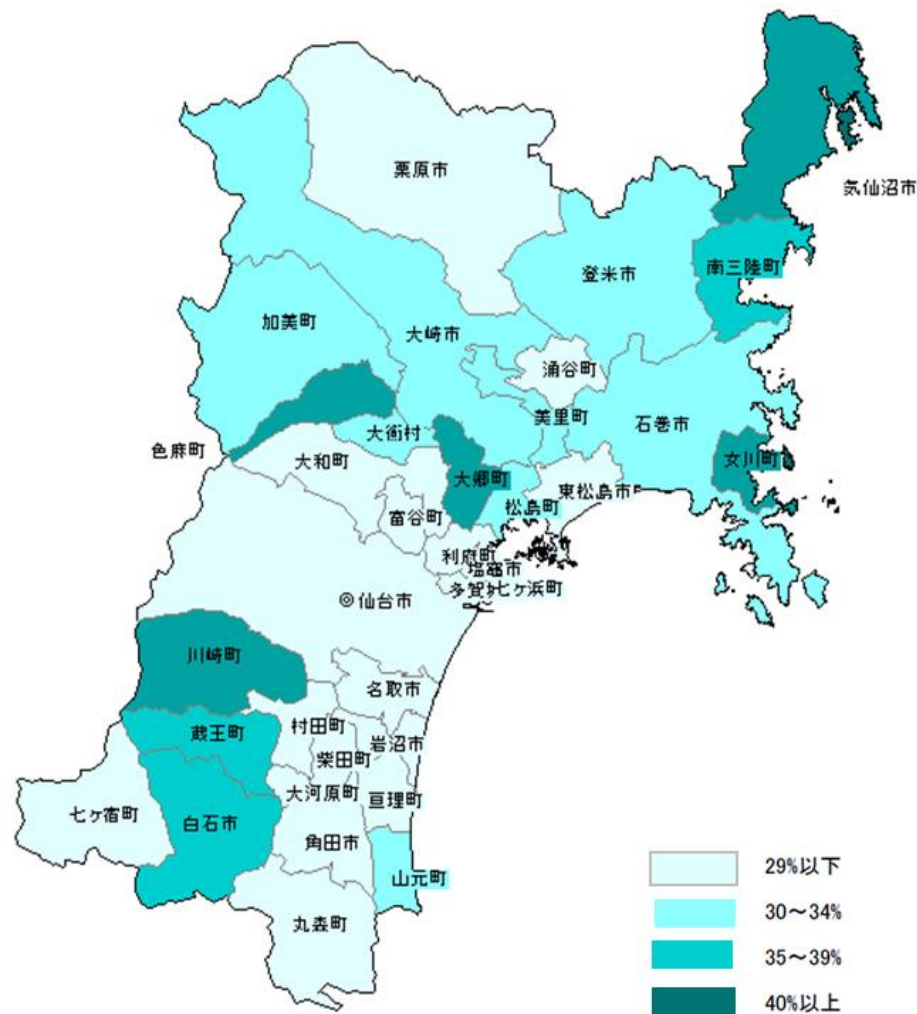 栗原市
気仙沼市
登米市
南三陸町
加美町
大崎市
涌谷町
美里町
石巻市
色麻町
大衡村
大和町
女川町
大郷町
東松島市
松島町
富谷町
利府町
塩竈市
多賀
七ヶ浜町
仙台市
川崎町
名取市
蔵王町
村田町
岩沼市
柴田町
七ヶ宿町
大河原町
亘理町
白石市
角田市
山元町
丸森町
29%以下
30～34%
35～39%
40%以上